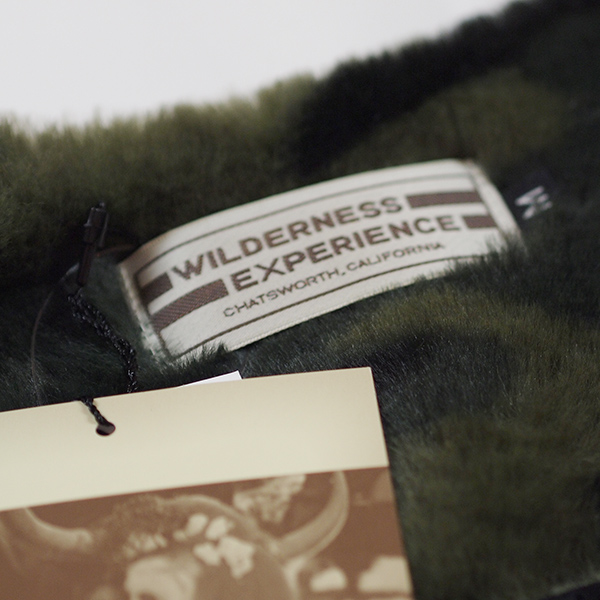 WILDERNESS
EXPERIENCE
CHATSWORTH, CALIFORNIA
M